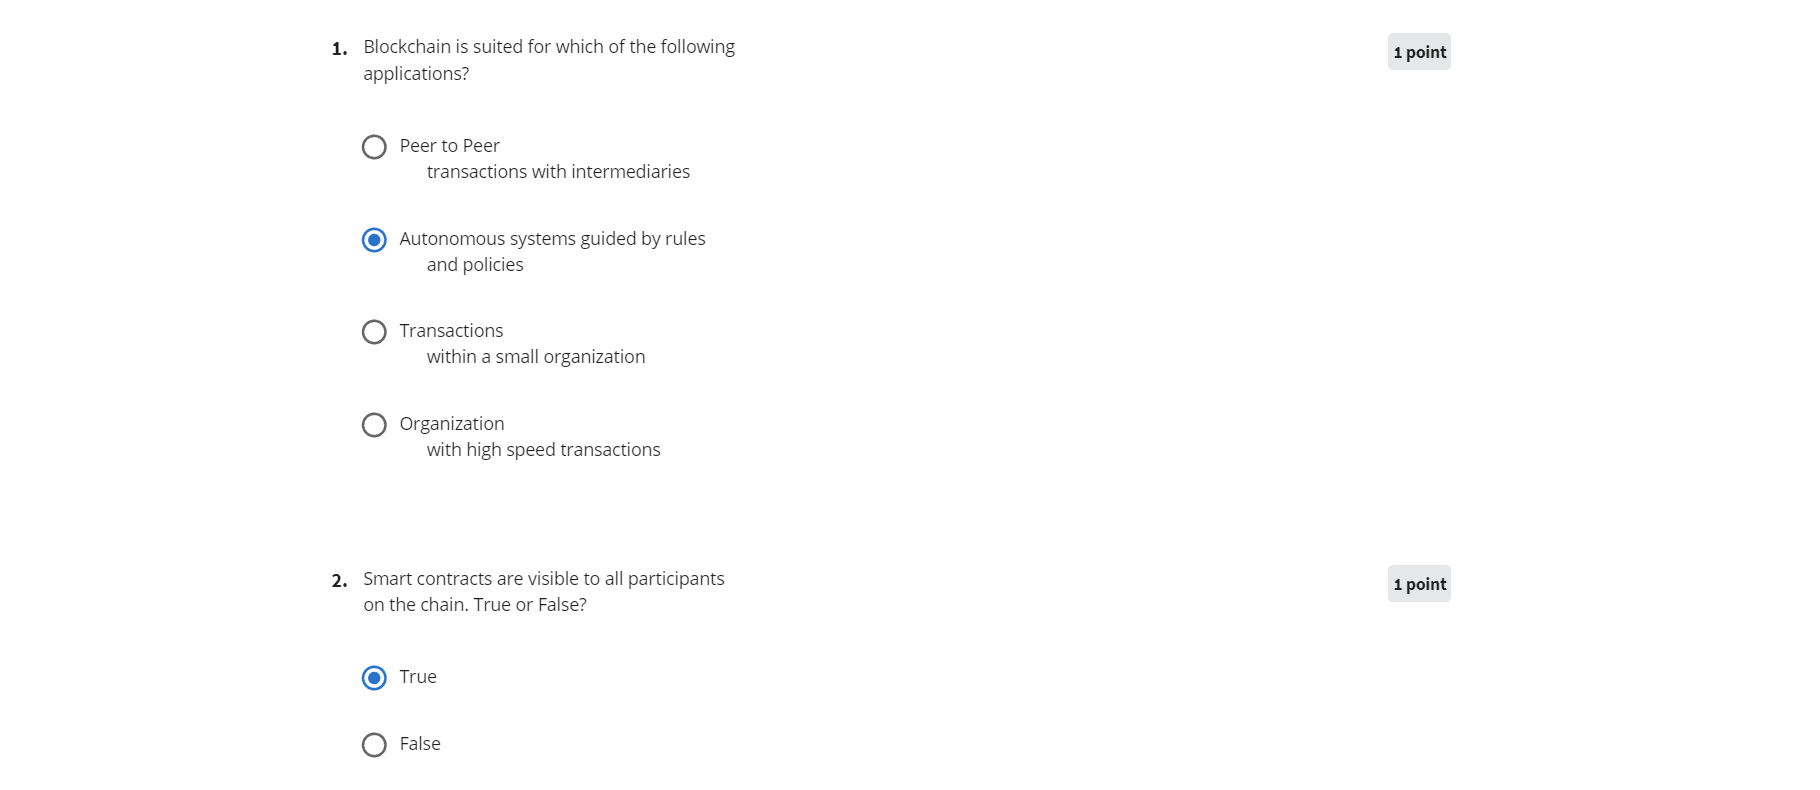 1. Blockchain is suited for which of the following
1 point
applications?
Peer to Peer
transactions with intermediaries
Autonomous systems guided by rules
and policies
Transactions
within a small organization
Organization
with high speed transactions
2. Smart contracts are visible to all participants
1 point
on the chain. True or False?
True
False